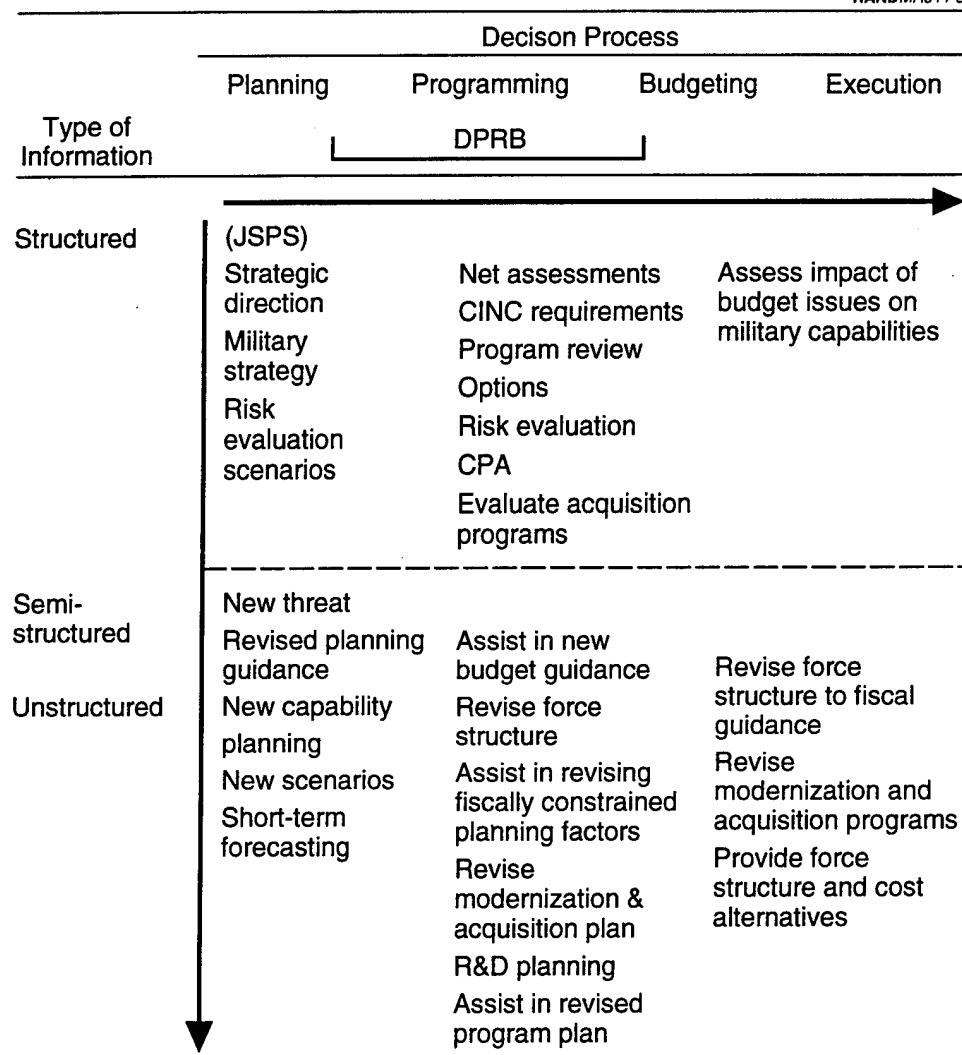 Decison Process
Planning Programming Budgeting Execution
Type of
Information
DPRB
Structured
(JSPS)
Strategic
direction
Military
strategy
Risk
evaluation
scenarios
Net assessments
CINC requirements
Program review
Options
Risk evaluation
CPA
Evaluate acquisition
programs
Assess impact of
budget issues on
military capabilities
Semi-
structured
Unstructured
New threat
Revised planning
guidance
New capability
planning
New scenarios
Short-term
forecasting
Assist in new
budget guidance
Revise force
structure
Assist in revising
fiscally constrained
planning factors
Revise
modernization &
acquisition plan
R&D planning
Assist in revised
program plan
Revise force
structure to fiscal
guidance
Revise
modernization and
acquisition programs
Provide force
structure and cost
alternatives